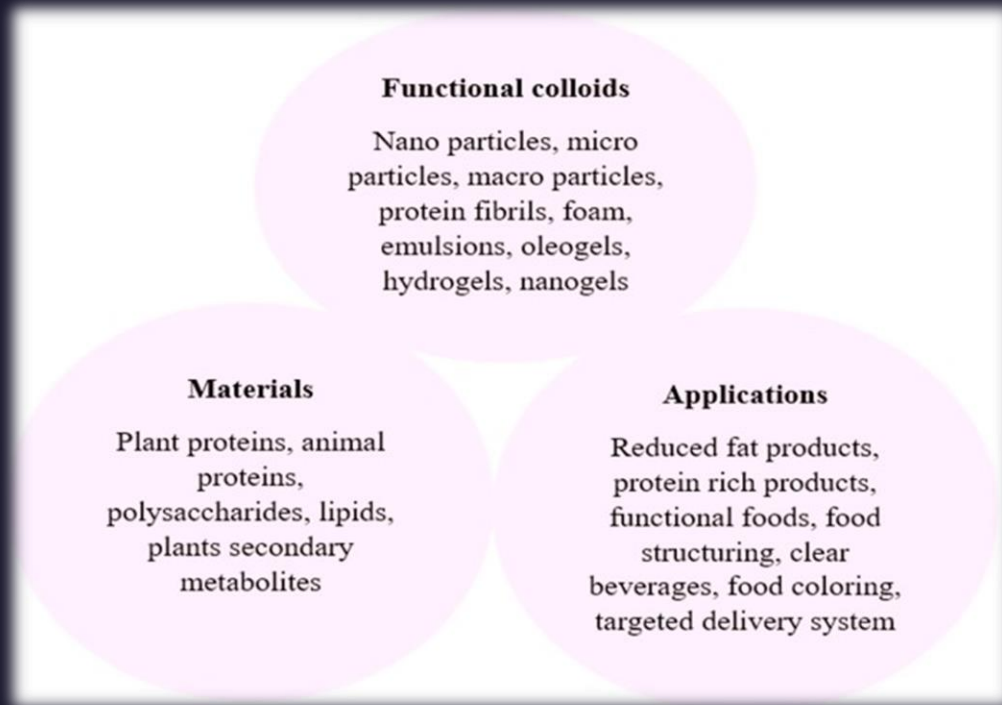 Functional colloids
Nano particles, micro
particles, macro particles,
protein fibrils, foam,
emulsions, oleogels,
hydrogels, nanogels
Materials
Plant proteins, animal
proteins,
polysaccharides, lipids,
plants secondary
metabolites
Applications
Reduced fat products,
protein rich products,
functional foods, food
structuring, clear
beverages, food coloring,
targeted delivery system